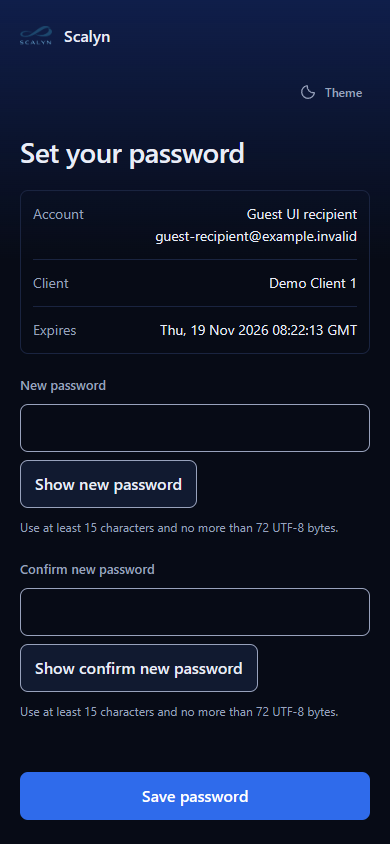 SCALYN
Scalyn
Theme
Set your password
Account
Guest UI recipient
guest-recipient@example.invalid
Client
Demo Client 1
Expires
Thu, 19 Nov 2026 08:22:13 GMT
New password
Show new password
Use at least 15 characters and no more than 72 UTF-8 bytes.
Confirm new password
Show confirm new password
Use at least 15 characters and no more than 72 UTF-8 bytes.
Save password